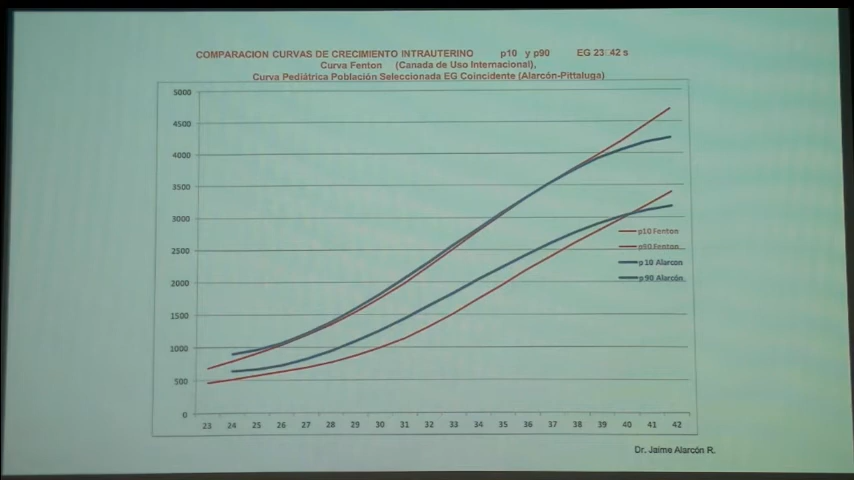 COMPARACION CURVAS DE CRECIMIENTO INTRAUTERINO p10 y p90 EG 23 42 s
Curva Fenton (Canada de Uso Internacional),
Curva Pediátrica Población Seleccionada EG Coincidente (Alarcón-Pittaluga)
5000
4500
4000
3500
3000
2500
2000
1500
1000
500
0
p10 Fenton
p90 Fenton
p10 Alarcon
p90 Alarcón
23 24 25 26 27 28 29 30 31 32 33 34 35 36 37 38 39 40 41 42
Dr. Jaime Alarcón R.